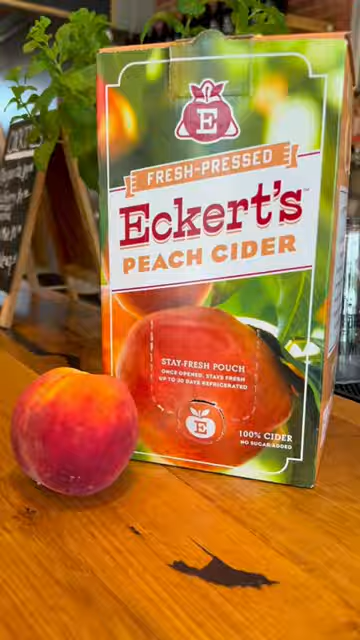 E
FRESH-PRESSED
Eckert's™
PEACH CIDER
STAY-FRESH POUCH
ONCE OPENED, STAYS FRESH
UP TO 30 DAYS REFRIGERATED
E
100% CIDER
NO SUGAR ADDED